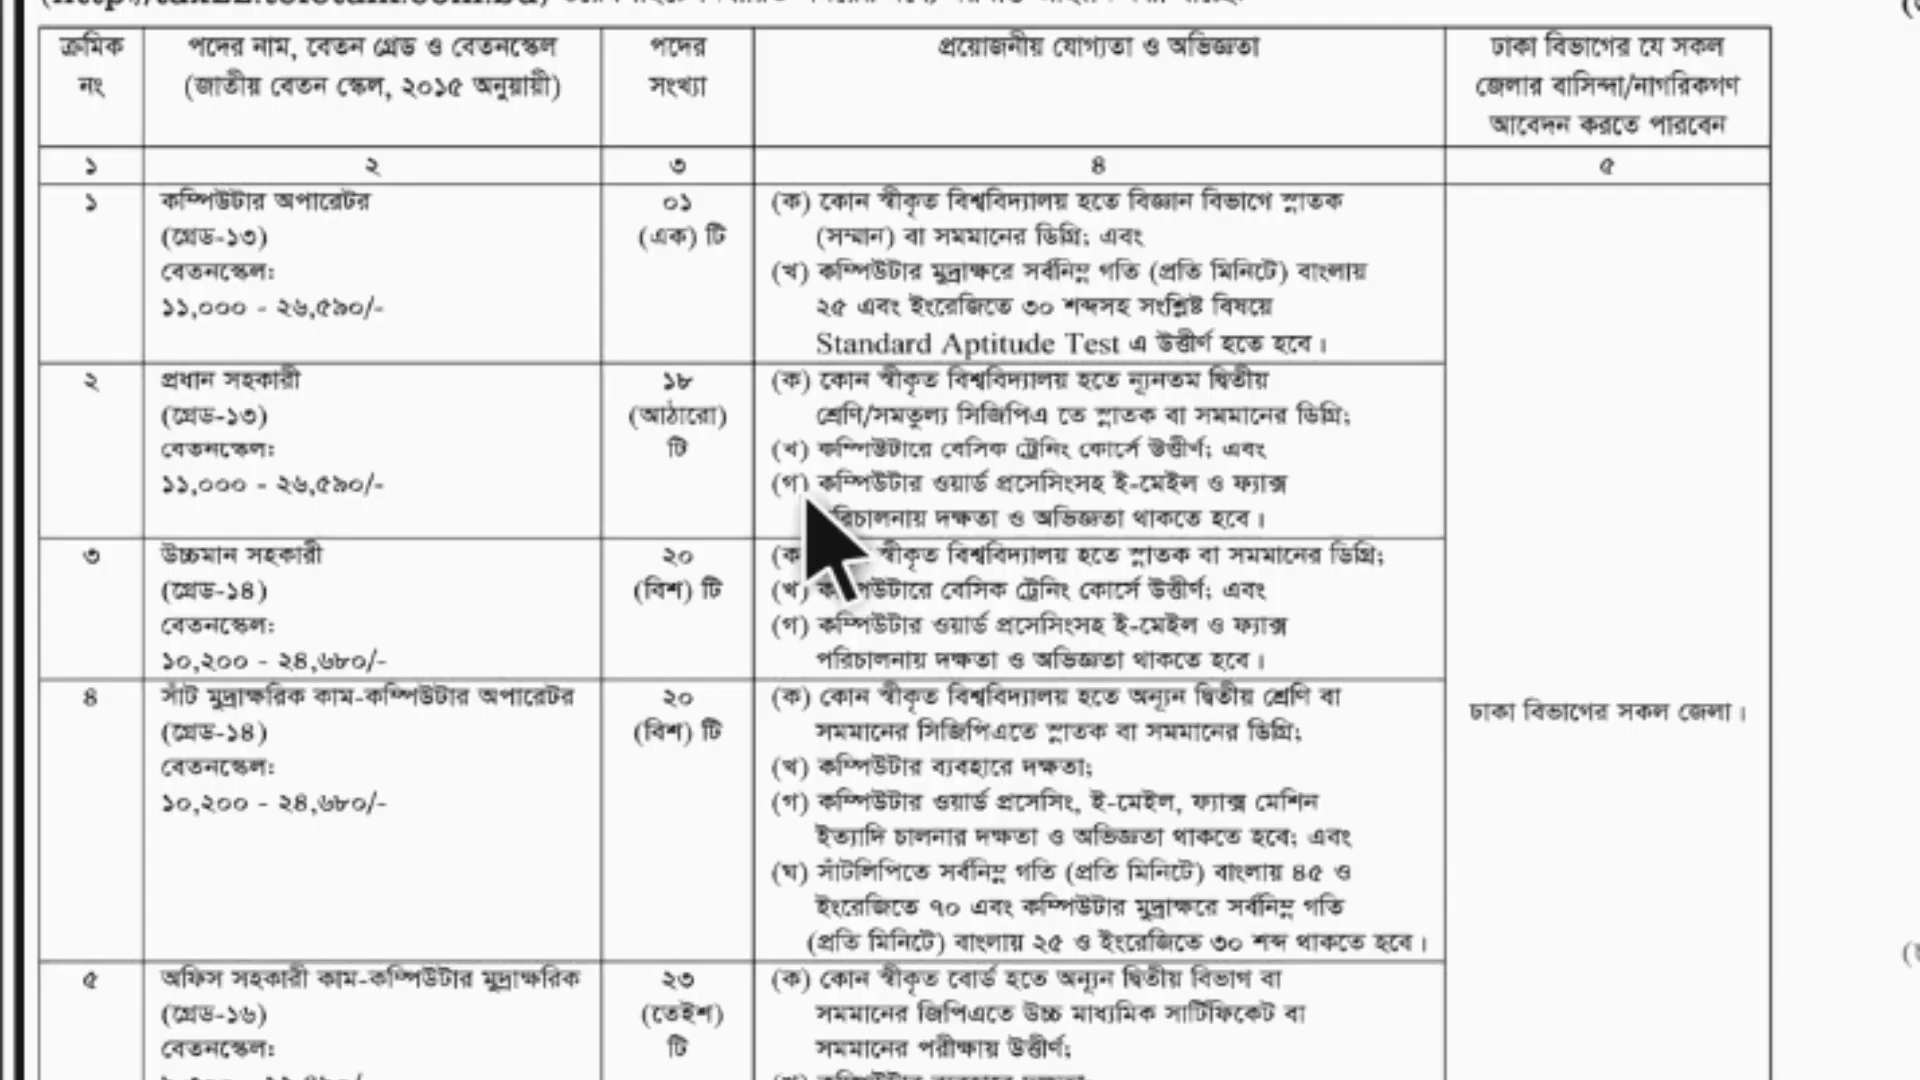 ক্রমিক
নং
পদের নাম, বেতন গ্রেড ও বেতনস্কেল
(জাতীয় বেতন স্কেল, ২০১৫ অনুয়ায়ী)
পদের
সংখ্যা
প্রয়োজনীয় যোগ্যতা ও অভিজ্ঞতা
ঢাকা বিভাগের যে সকল
জেলার বাসিন্দা/নাগরিকগণ
আবেদন করতে পারবেন
১
২
৩
৪
৫
১
কম্পিউটার অপারেটর
(গ্রেড-১৩)
বেতনস্কেল:
১১,০০০ - ২৬,৫৯০/-
০১
(এক) টি
(ক) কোন স্বীকৃত বিশ্ববিদ্যালয় হতে বিজ্ঞান বিভাগে স্নাতক
(সম্মান) বা সমমানের ডিগ্রি; এবং
(খ) কম্পিউটার মুদ্রাক্ষরে সর্বনিম্ন গতি (প্রতি মিনিটে) বাংলায়
২৫ এবং ইংরেজিতে ৩০ শব্দসহ সংশ্লিষ্ট বিষয়ে
Standard Aptitude Test এ উত্তীর্ণ হতে হবে।
২
প্রধান সহকারী
(গ্রেড-১৩)
বেতনস্কেল:
১১,০০০ - ২৬,৫৯০/-
১৮
(আঠারো)
টি
(ক) কোন স্বীকৃত বিশ্ববিদ্যালয় হতে ন্যূনতম দ্বিতীয়
শ্রেণি/সমতুল্য সিজিপিএ তে স্নাতক বা সমমানের ডিগ্রি;
(খ) কম্পিউটারে বেসিক ট্রেনিং কোর্সে উত্তীর্ণ; এবং
(গ) কম্পিউটার ওয়ার্ড প্রসেসিংসহ ই-মেইল ও ফ্যাক্স
দক্ষতা ও অভিজ্ঞতা থাকতে হবে।
৩
উচ্চমান সহকারী
(গ্রেড-১৪)
বেতনস্কেল:
১০,২০০ - ২৪,৬৮০/-
২০
(বিশ) টি
স্বীকৃত বিশ্ববিদ্যালয় হতে স্নাতক বা সমমানের ডিগ্রি;
(খ) বেসিক ট্রেনিং কোর্সে উত্তীর্ণ; এবং
(গ) কম্পিউটার ওয়ার্ড প্রসেসিংসহ ই-মেইল ও ফ্যাক্স
পরিচালনায় দক্ষতা ও অভিজ্ঞতা থাকতে হবে।
৪
সাঁট মুদ্রাক্ষরিক কাম-কম্পিউটার অপারেটর
(গ্রেড-১৪)
বেতনস্কেল:
১০,২০০ - ২৪,৬৮০/-
২০
(বিশ) টি
(ক) কোন স্বীকৃত বিশ্ববিদ্যালয় হতে অন্যূন দ্বিতীয় শ্রেণি বা
সমমানের সিজিপিএতে স্নাতক বা সমমানের ডিগ্রি;
(খ) কম্পিউটার ব্যবহারে দক্ষতা;
(গ) কম্পিউটার ওয়ার্ড প্রসেসিং, ই-মেইল, ফ্যাক্স মেশিন
ইত্যাদি চালনার দক্ষতা ও অভিজ্ঞতা থাকতে হবে; এবং
(ঘ) সাঁটলিপিতে সর্বনিম্ন গতি (প্রতি মিনিটে) বাংলায় ৪৫ ও
ইংরেজিতে ৭০ এবং কম্পিউটার মুদ্রাক্ষরে সর্বনিম্ন গতি
(প্রতি মিনিটে) বাংলায় ২৫ ও ইংরেজিতে ৩০ শব্দ থাকতে হবে।
ঢাকা বিভাগের সকল জেলা।
৫
অফিস সহকারী কাম-কম্পিউটার মুদ্রাক্ষরিক
(গ্রেড-১৬)
বেতনস্কেল:
২৩
(তেইশ)
টি
(ক) কোন স্বীকৃত বোর্ড হতে অন্যূন দ্বিতীয় বিভাগ বা
সমমানের জিপিএতে উচ্চ মাধ্যমিক সার্টিফিকেট বা
সমমানের পরীক্ষায় উত্তীর্ণ;